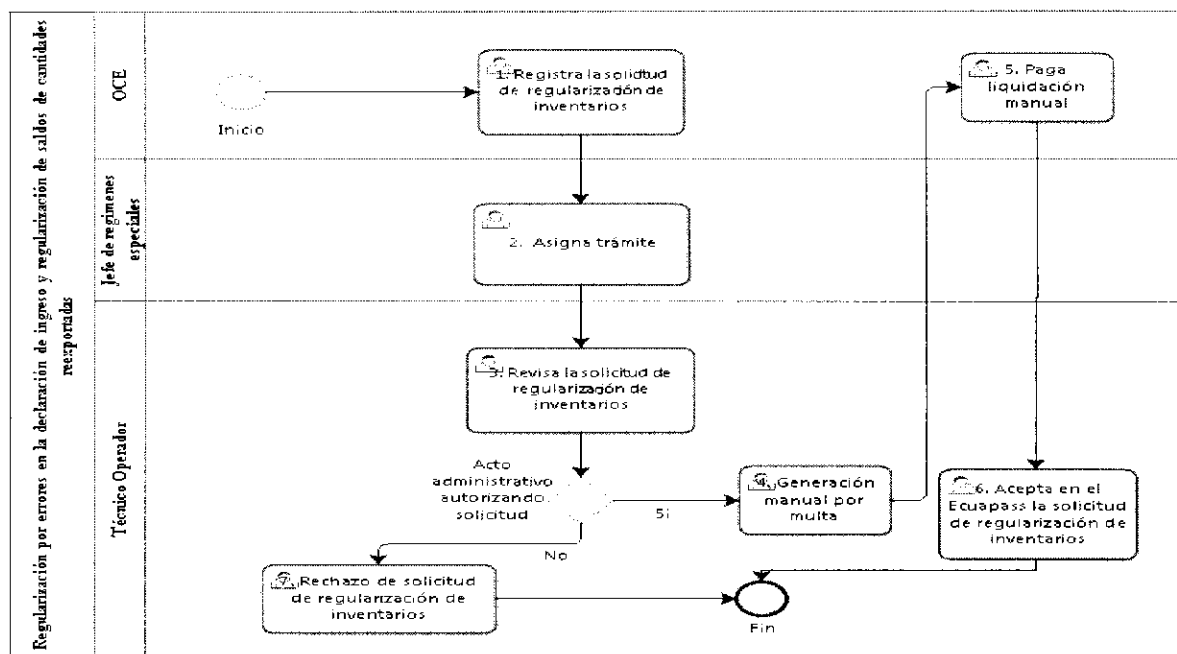 Regularización por errores en la declaración de ingreso y regularización de saldos de cantidades
reexportadas
OCE
Inicio
1. Registra la solicitud
de regularización de
inventarios
5. Paga
liquidación
manual
Jefe de regímenes
especiales
2. Asigna trámite
Técnico Operador
3. Revisa la solicitud de
regularización de
inventarios
Acto
administrativo
autorizando
solicitud
Si
No
4. Generación
manual por
multa
6. Acepta en el
Ecuapass la solicitud
de regularización de
inventarios
7. Rechazo de solicitud
de regularización de
inventarios
Fin